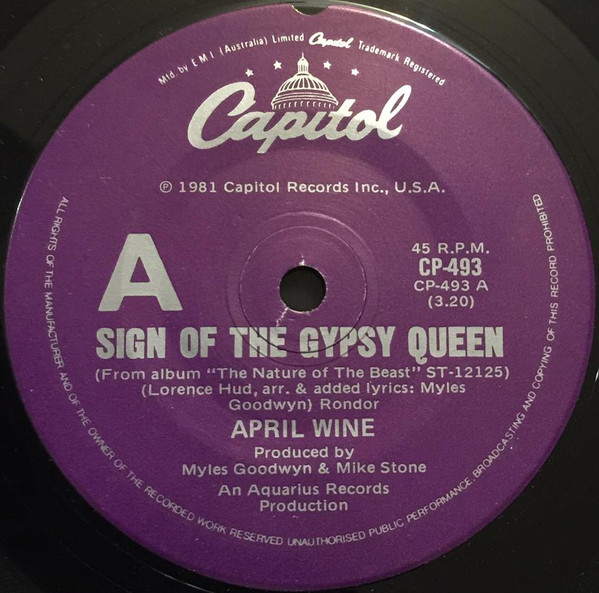 Mfd. by E M I (Australia) Limited Capitol Trademark Registered
Capitol
℗ 1981 Capitol Records Inc., U.S.A.
A
45 R.P.M.
CP-493
CP-493 A
(3.20)
SIGN OF THE GYPSY QUEEN
(From album "The Nature of The Beast" ST-12125)
(Lorence Hud, arr. & added lyrics: Myles
Goodwyn) Rondor
APRIL WINE
Produced by
Myles Goodwyn & Mike Stone
An Aquarius Records
Production
ALL RIGHTS OF THE MANUFACTURER AND OF THE OWNER OF THE RECORDED WORK RESERVED UNAUTHORISED PUBLIC PERFORMANCE, BROADCASTING AND COPYING OF THIS RECORD PROHIBITED